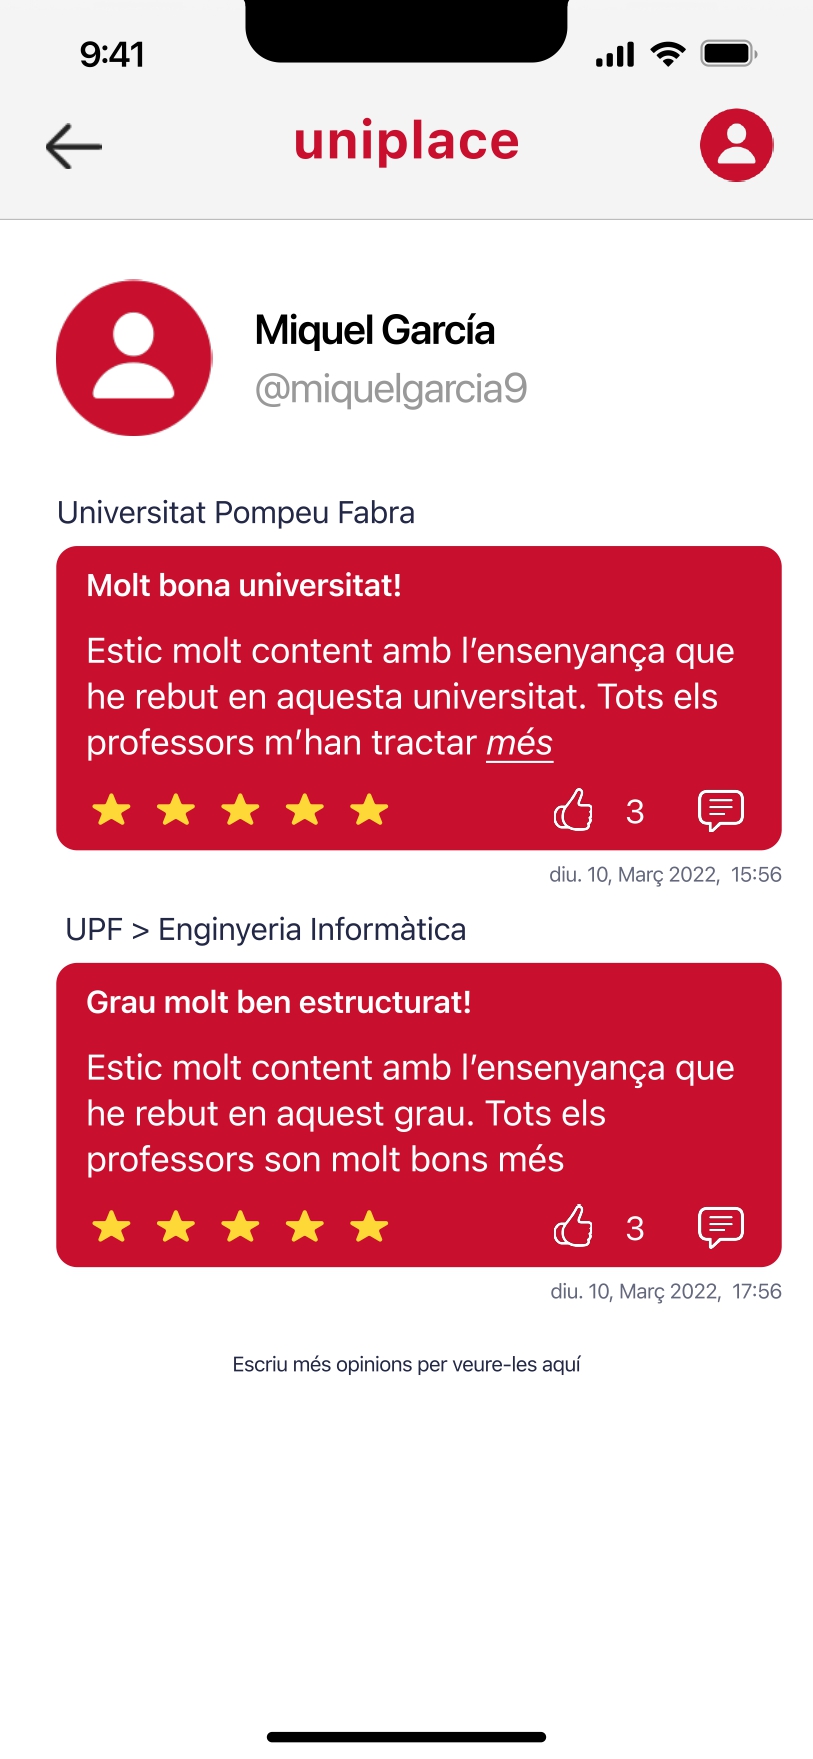 9:41
uniplace
Miquel García
@miquelgarcia9
Universitat Pompeu Fabra
Molt bona universitat!
Estic molt content amb l’ensenyança que
he rebut en aquesta universitat. Tots els
professors m’han tractar més
3
diu. 10, Març 2022, 15:56
UPF > Enginyeria Informàtica
Grau molt ben estructurat!
Estic molt content amb l’ensenyança que
he rebut en aquest grau. Tots els
professors son molt bons més
3
diu. 10, Març 2022, 17:56
Escriu més opinions per veure-les aquí